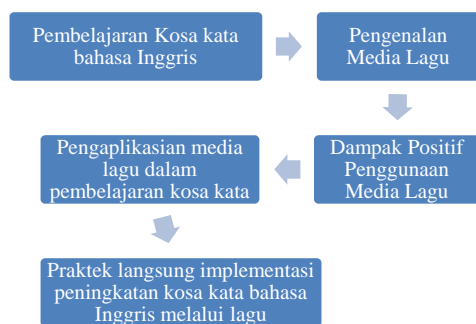 Pembelajaran Kosa kata
bahasa Inggris
Pengenalan
Media Lagu
Dampak Positif
Penggunaan
Media Lagu
Pengaplikasian media
lagu dalam
pembelajaran kosa kata
Praktek langsung implementasi
peningkatan kosa kata bahasa
Inggris melalui lagu